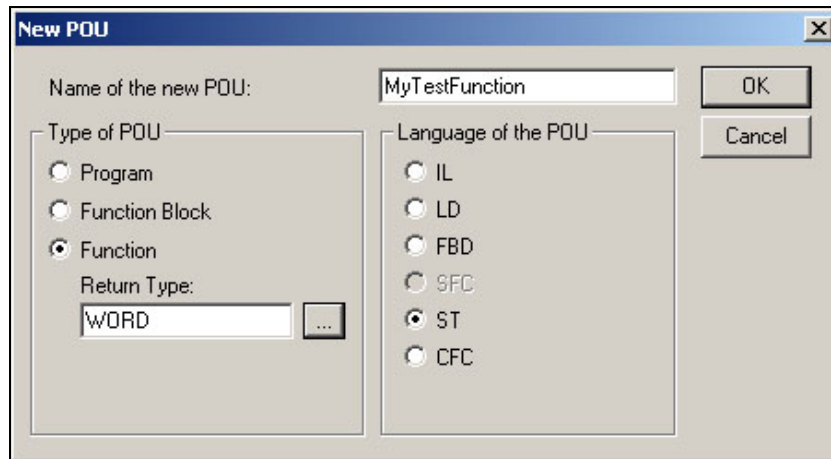 New POU
Name of the new POU:
MyTestFunction
OK
Cancel
Type of POU
Program
Function Block
Function
Return Type:
WORD
...
Language of the POU
IL
LD
FBD
SFC
ST
CFC